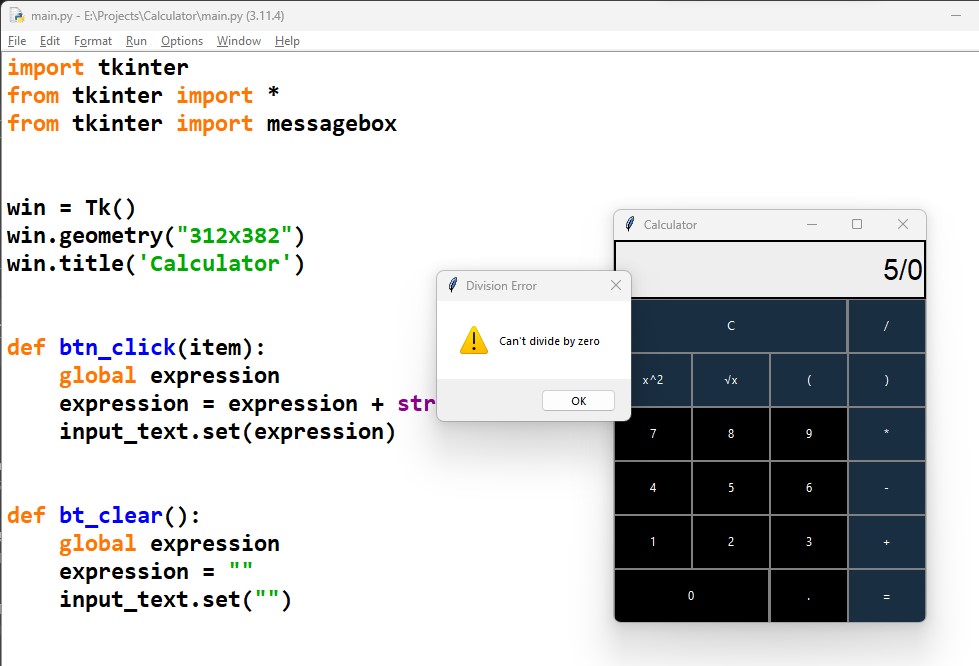 main.py - E:\Projects\Calculator\main.py (3.11.4)
File Edit Format Run Options Window Help
import tkinter
from tkinter import *
from tkinter import messagebox
win = Tk()
win.geometry("312x382")
win.title('Calculator')
def btn_click(item):
    global expression
    expression = expression + str
    input_text.set(expression)
def bt_clear():
    global expression
    expression = ""
    input_text.set("")
Division Error
Can't divide by zero
OK
Calculator
5/0
C /
x^2 √x ( )
7 8 9 *
4 5 6 -
1 2 3 +
0 . =